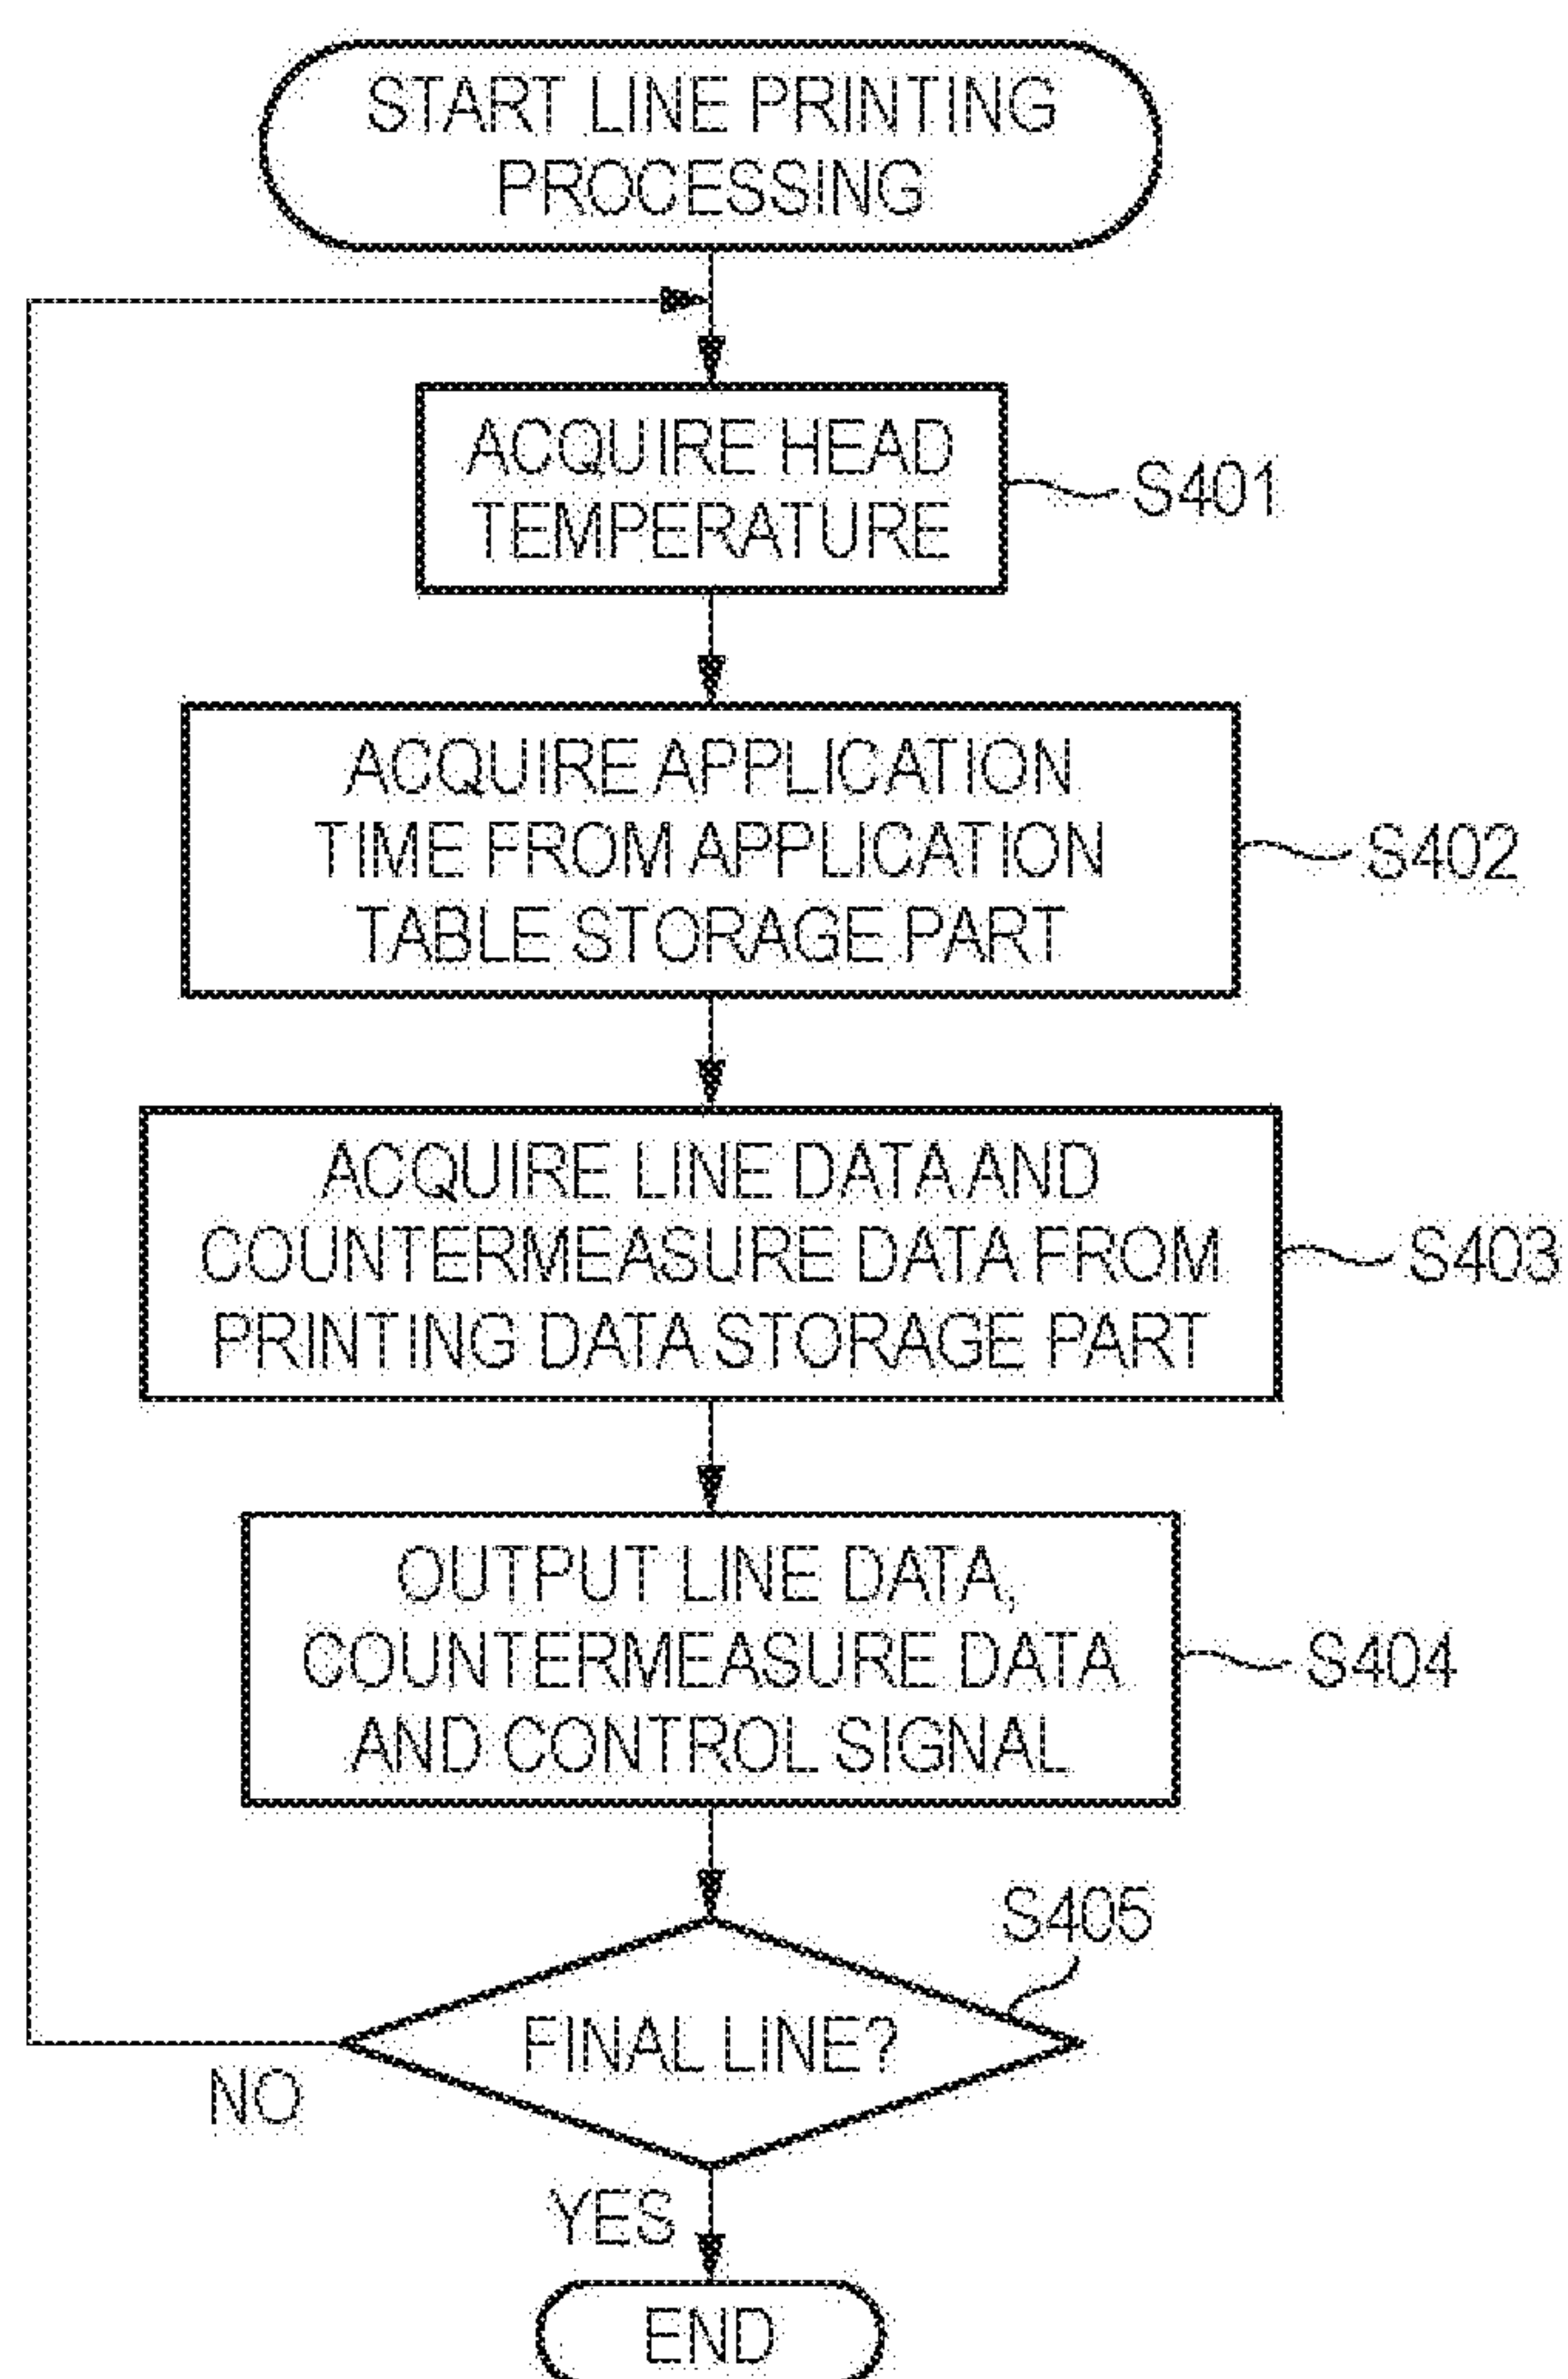 START LINE PRINTING
PROCESSING
ACQUIRE HEAD
TEMPERATURE
S401
ACQUIRE APPLICATION
TIME FROM APPLICATION
TABLE STORAGE PART
S402
ACQUIRE LINE DATA AND
COUNTERMEASURE DATA FROM
PRINTING DATA STORAGE PART
S403
OUTPUT LINE DATA,
COUNTERMEASURE DATA
AND CONTROL SIGNAL
S404
S405
FINAL LINE?
NO
YES
END